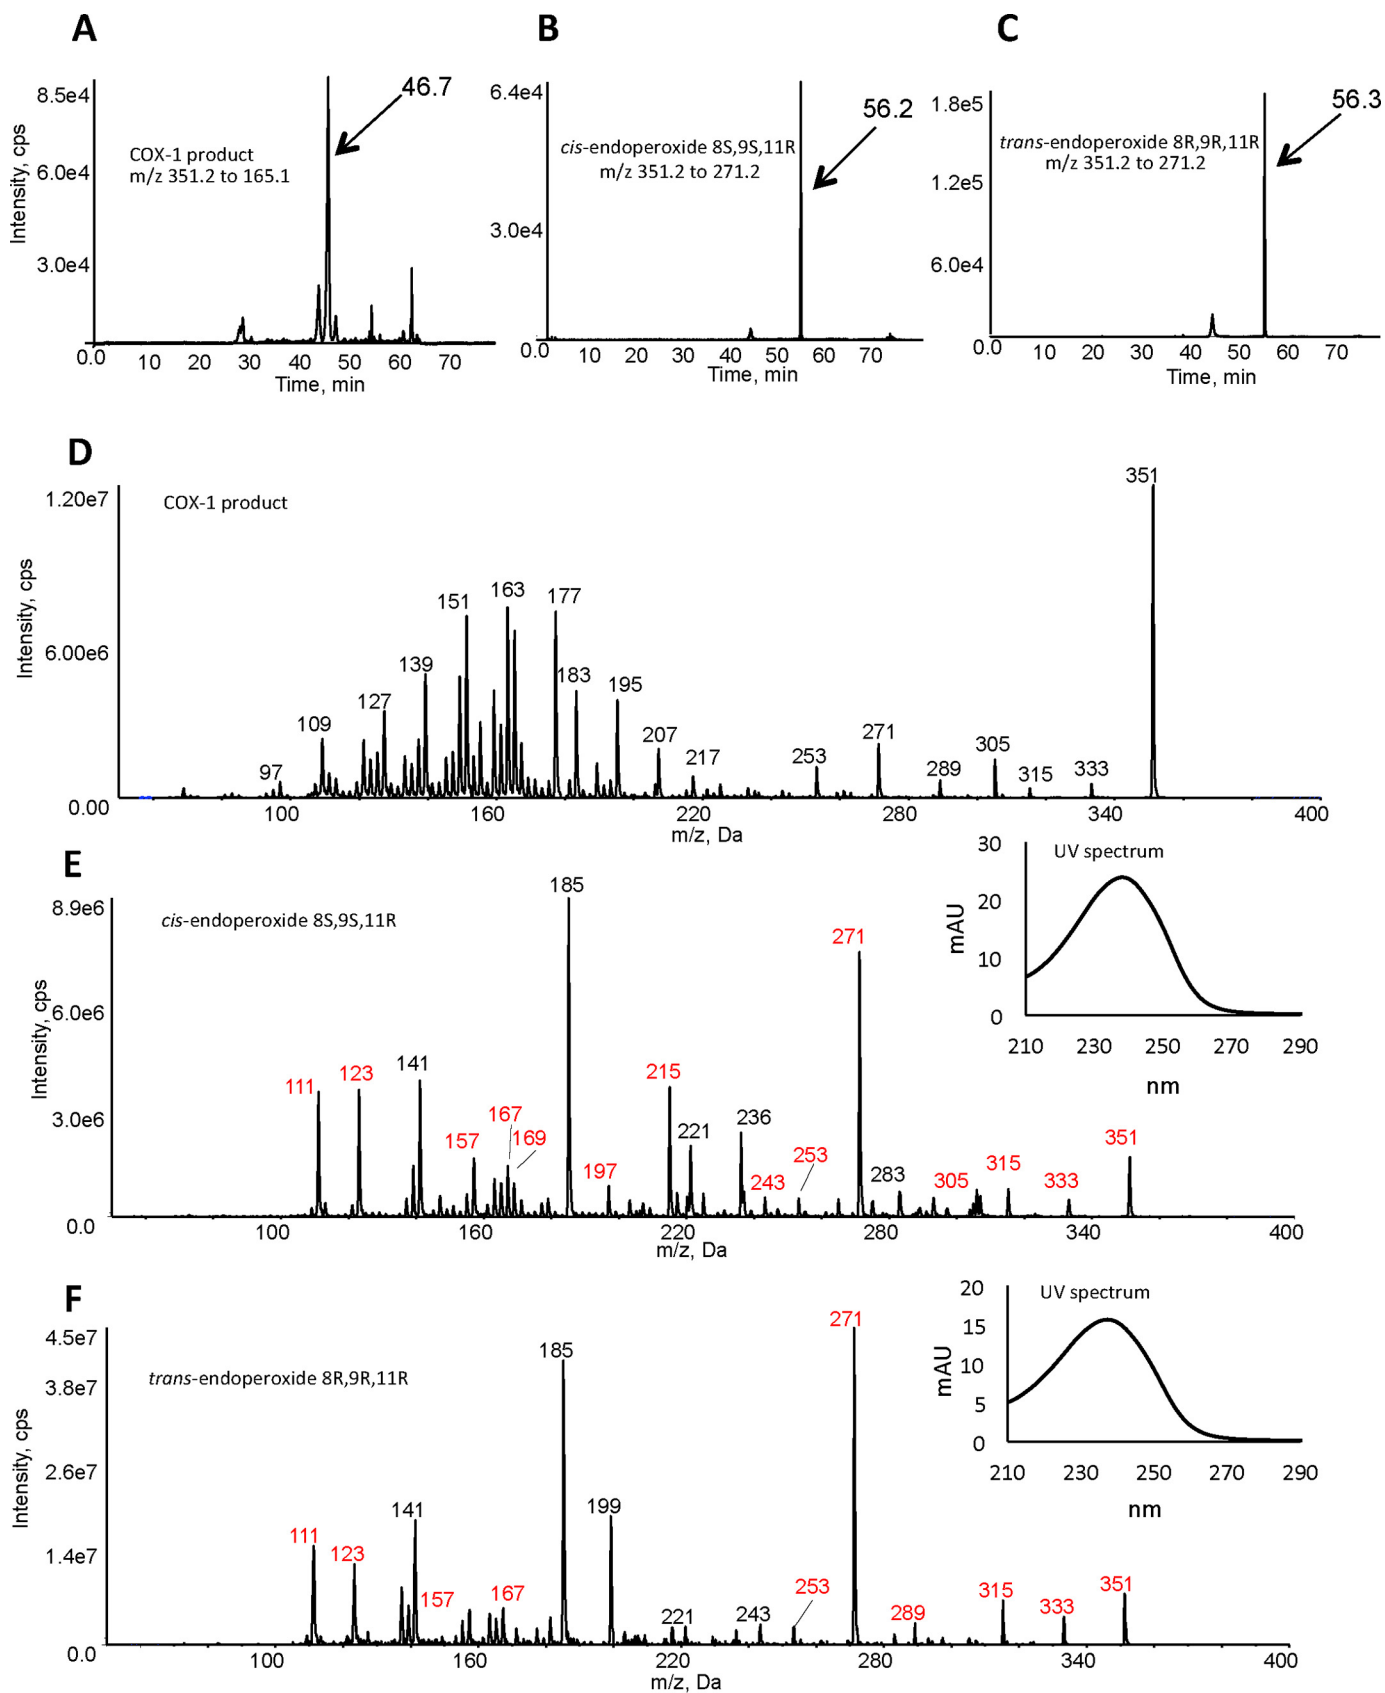 A
8.5e4
6.0e4
3.0e4
Intensity, cps
46.7
COX-1 product
m/z 351.2 to 165.1
0.0 10 20 30 40 50 60 70
Time, min
B
6.4e4
3.0e4
56.2
cis-endoperoxide 8S,9S,11R
m/z 351.2 to 271.2
0.0 10 20 30 40 50 60 70
Time, min
C
1.8e5
1.2e5
6.0e4
56.3
trans-endoperoxide 8R,9R,11R
m/z 351.2 to 271.2
0.0 10 20 30 40 50 60 70
Time, min
D
1.20e7
6.00e6
0.00
Intensity, cps
COX-1 product
97 109 127 139 151 163 177 183 195 207 217 253 271 289 305 315 333 351
100 160 220 280 340 400
m/z, Da
E
8.9e6
6.0e6
3.0e6
0.0
Intensity, cps
cis-endoperoxide 8S,9S,11R
111 123 141 157 167 169 185 197 215 221 236 243 253 271 283 305 315 333 351
100 160 220 280 340 400
m/z, Da
UV spectrum
30
20
10
0
mAU
210 230 250 270 290
nm
F
4.5e7
3.8e7
2.6e7
1.4e7
0.0
Intensity, cps
trans-endoperoxide 8R,9R,11R
111 123 141 157 167 185 199 221 243 253 271 289 315 333 351
100 160 220 280 340 400
m/z, Da
UV spectrum
20
15
10
5
0
mAU
210 230 250 270 290
nm